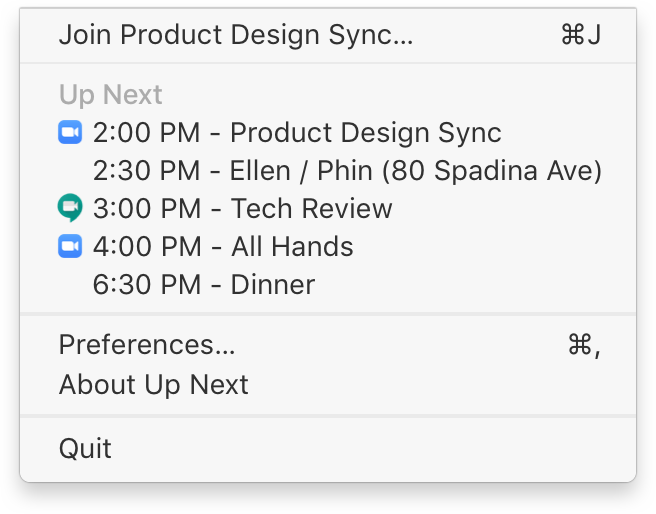 Join Product Design Sync... ⌘J
Up Next
2:00 PM - Product Design Sync
2:30 PM - Ellen / Phin (80 Spadina Ave)
3:00 PM - Tech Review
4:00 PM - All Hands
6:30 PM - Dinner
Preferences... ⌘,
About Up Next
Quit